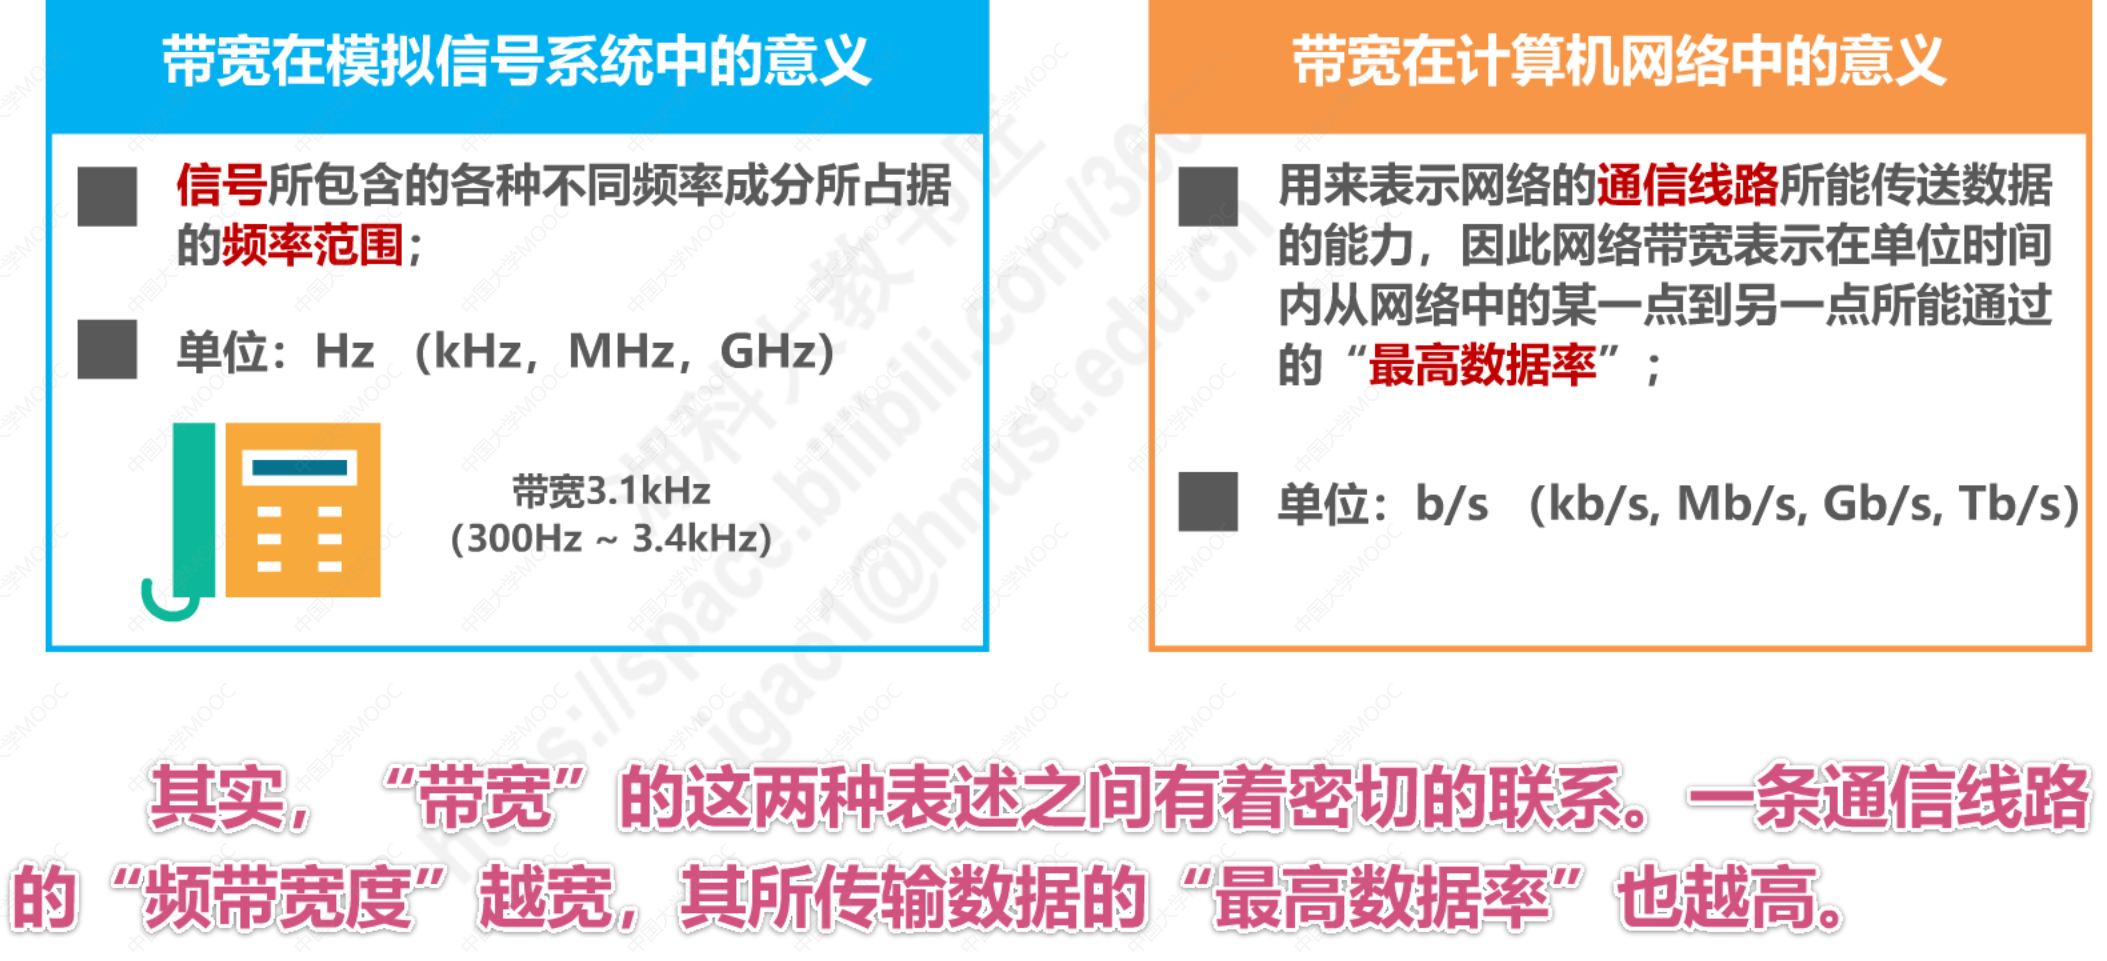 带宽在模拟信号系统中的意义
信号所包含的各种不同频率成分所占据
的频率范围；
单位：Hz （kHz，MHz，GHz)
带宽3.1kHz
(300Hz ~ 3.4kHz)
带宽在计算机网络中的意义
用来表示网络的通信线路所能传送数据
的能力，因此网络带宽表示在单位时间
内从网络中的某一点到另一点所能通过
的“最高数据率”；
单位：b/s （kb/s, Mb/s, Gb/s, Tb/s)
其实，“带宽”的这两种表述之间有着密切的联系。一条通信线路
的“频带宽度”越宽，其所传输数据的“最高数据率”也越高。
中国大学MOOC